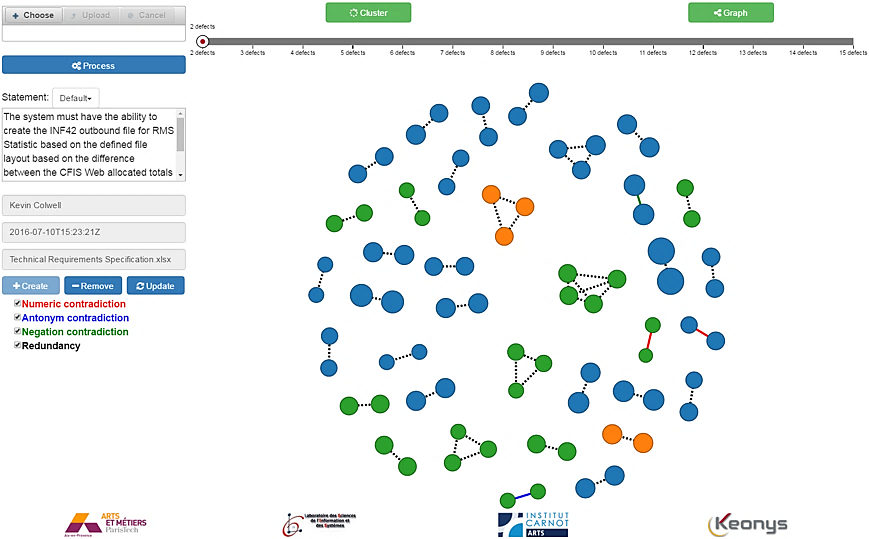 Choose
Upload
Cancel
Cluster
Graph
2 defects
2 defects 3 defects 4 defects 5 defects 6 defects 7 defects 8 defects 9 defects 10 defects 11 defects 12 defects 13 defects 14 defects 15 defects
Process
Statement: Default
The system must have the ability to
create the INF42 outbound file for RMS
Statistic based on the defined file
layout based on the difference
between the CFIS Web allocated totals
Kevin Colwell
2016-07-10T15:23:21Z
Technical Requirements Specification.xlsx
Create
Remove
Update
Numeric contradiction
Antonym contradiction
Negation contradiction
Redundancy
ARTS
ET MÉTIERS
ParisTech
Aix-en-Provence
Laboratoire des Sciences
de l'Information et
des Systèmes
INSTITUT
CARNOT
ARTS
Keonys